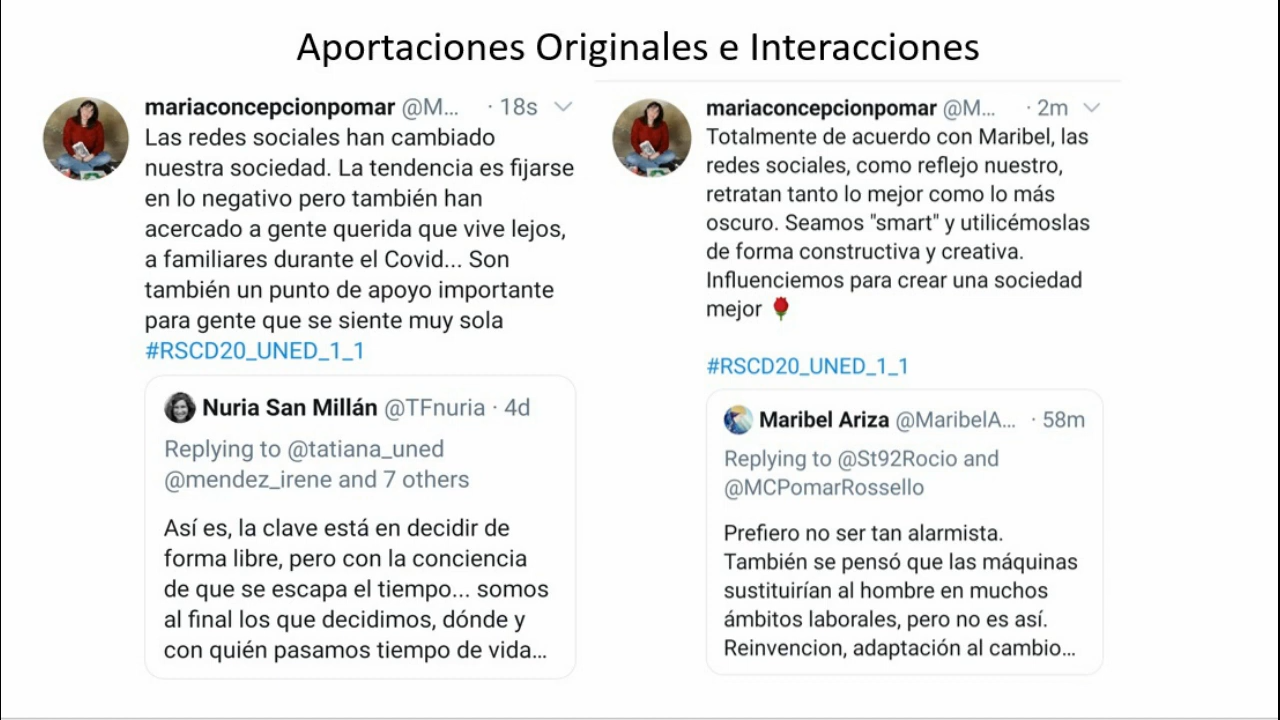 Aportaciones Originales e Interacciones
mariaconcepcionpomar @M... · 18s
Las redes sociales han cambiado
nuestra sociedad. La tendencia es fijarse
en lo negativo pero también han
acercado a gente querida que vive lejos,
a familiares durante el Covid... Son
también un punto de apoyo importante
para gente que se siente muy sola
#RSCD20_UNED_1_1
Nuria San Millán @TFnuria · 4d
Replying to @tatiana_uned
@mendez_irene and 7 others
Así es, la clave está en decidir de
forma libre, pero con la conciencia
de que se escapa el tiempo... somos
al final los que decidimos, dónde y
con quién pasamos tiempo de vida...
mariaconcepcionpomar @M... · 2m
Totalmente de acuerdo con Maribel, las
redes sociales, como reflejo nuestro,
retratan tanto lo mejor como lo más
oscuro. Seamos "smart" y utilicémoslas
de forma constructiva y creativa.
Influenciemos para crear una sociedad
mejor 🌹
#RSCD20_UNED_1_1
Maribel Ariza @MaribelA... · 58m
Replying to @St92Rocio and
@MCPomarRossello
Prefiero no ser tan alarmista.
También se pensó que las máquinas
sustituirían al hombre en muchos
ámbitos laborales, pero no es así.
Reinvencion, adaptación al cambio...